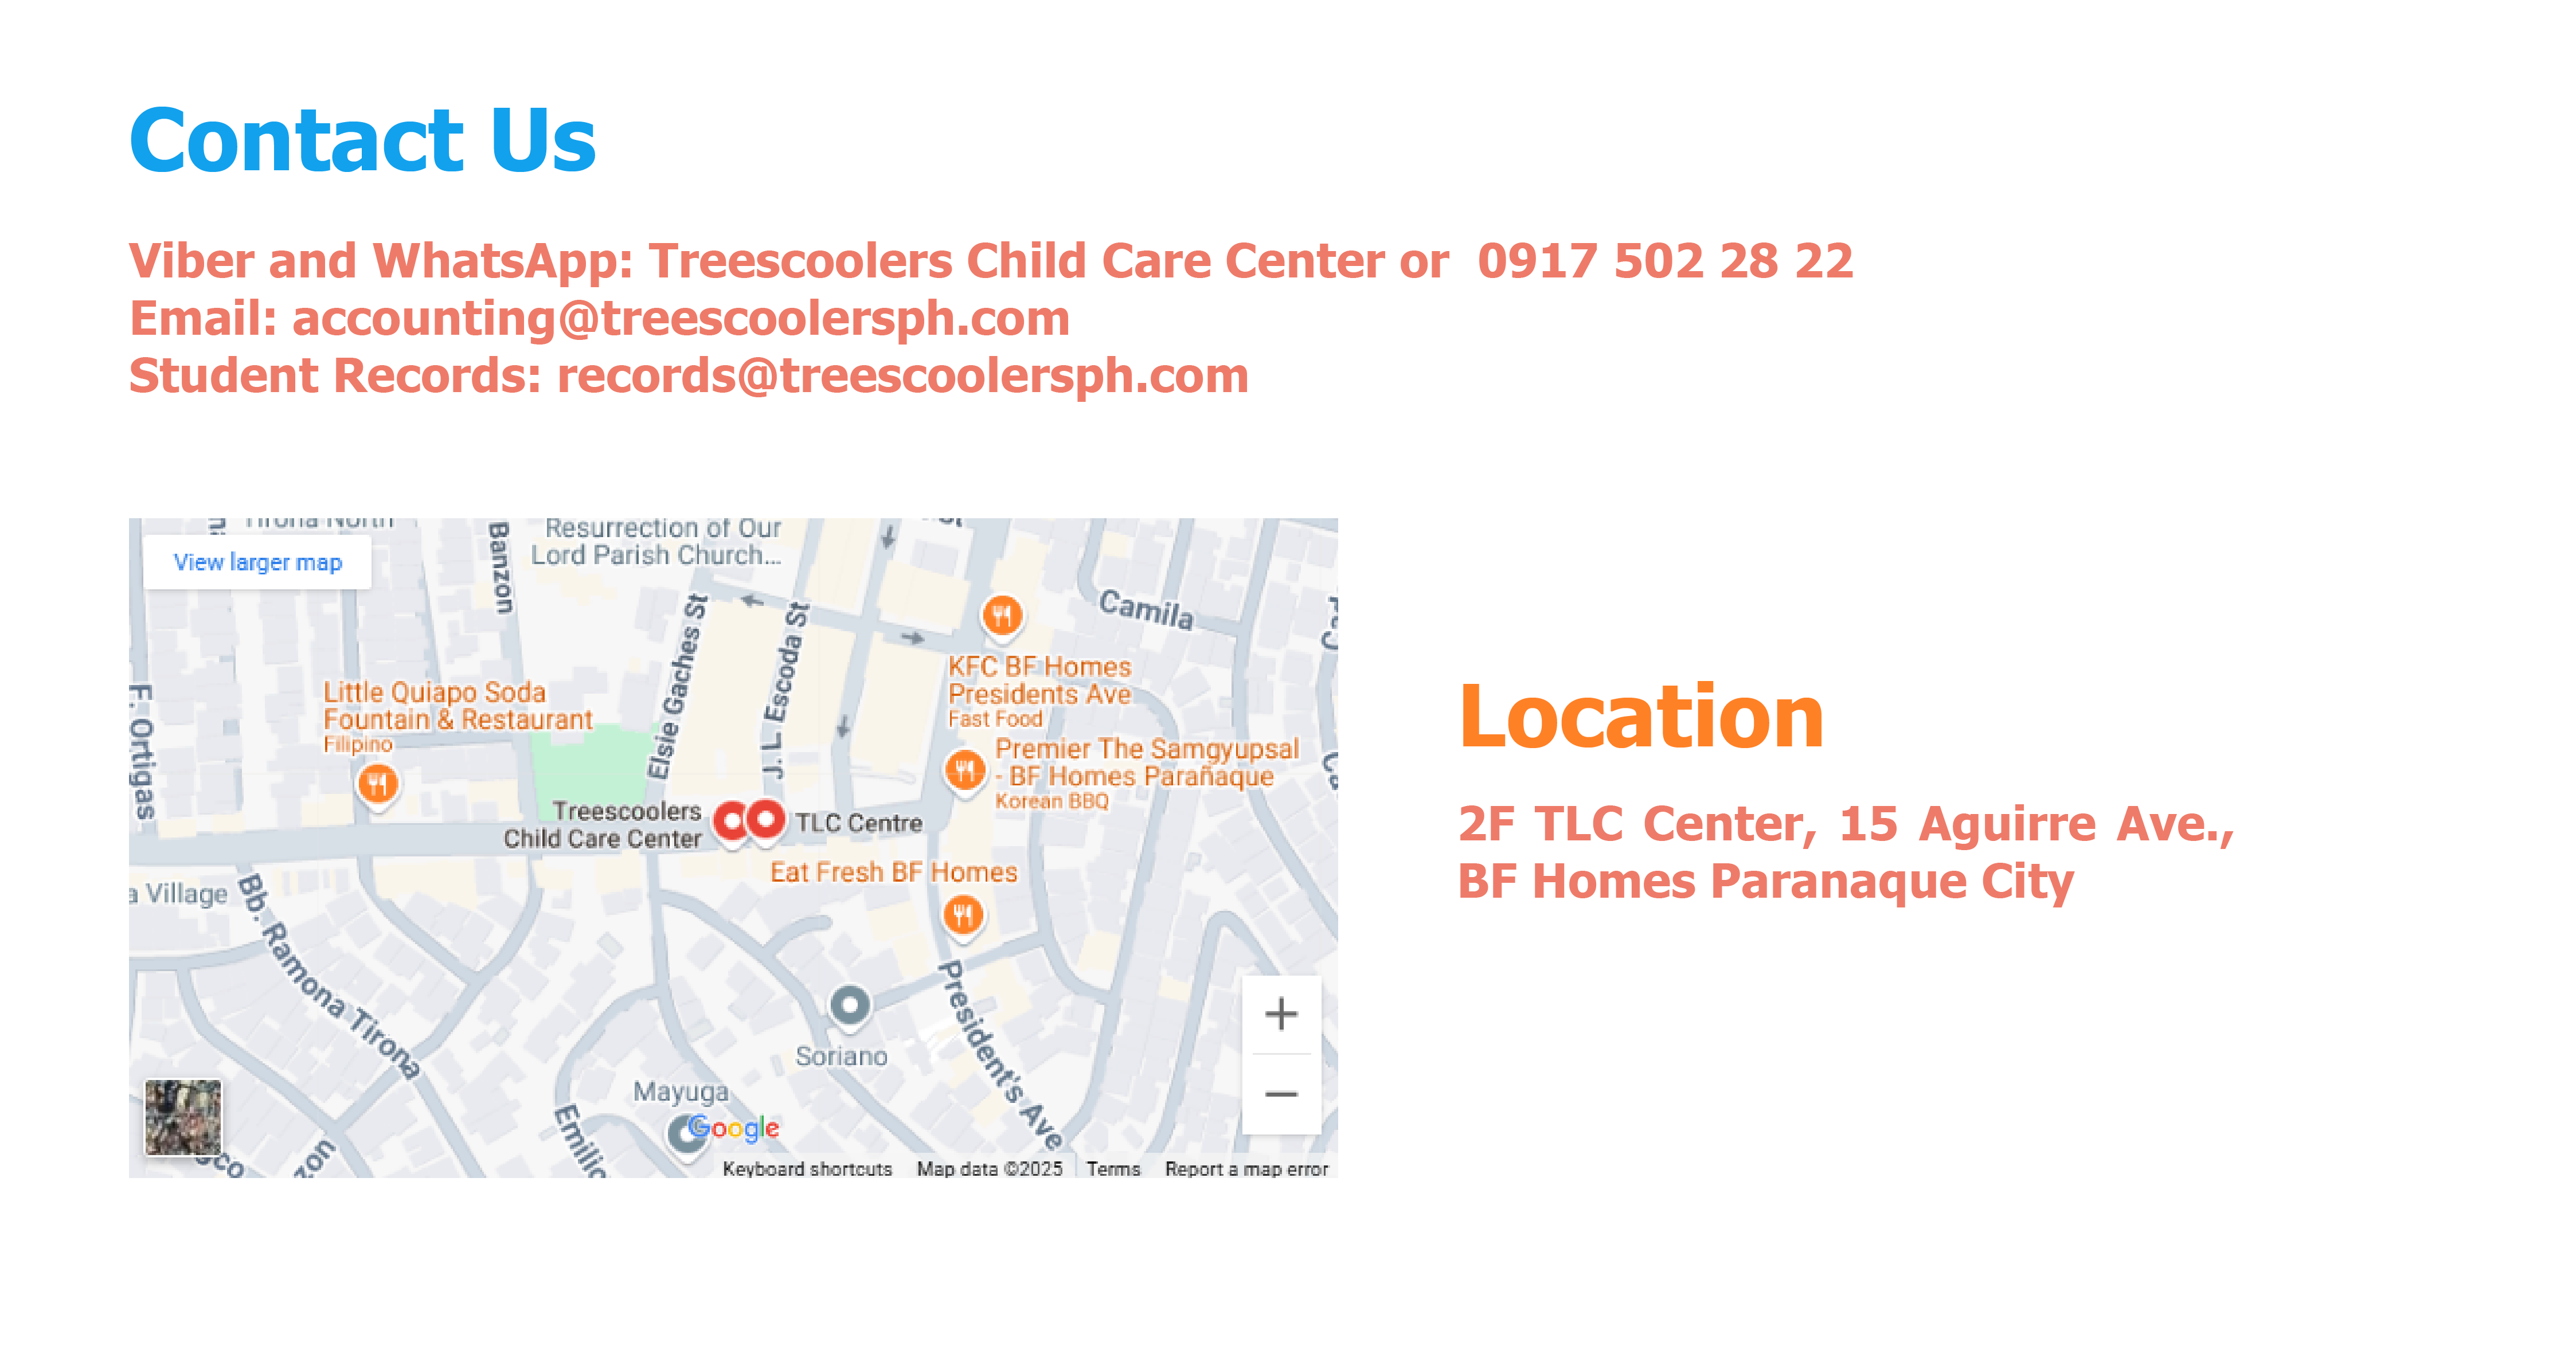 Contact Us
Viber and WhatsApp: Treescoolers Child Care Center or  0917 502 28 22
Email: accounting@treescoolersph.com
Student Records: records@treescoolersph.com
Tirona North
View larger map
Banzon
Resurrection of Our
Lord Parish Church...
Camila
Elsie Gaches St
J. L Escoda St
KFC BF Homes
Presidents Ave
Fast Food
Little Quiapo Soda
Fountain & Restaurant
Filipino
F. Ortigas
Premier The Samgyupsal
- BF Homes Parañaque
Korean BBQ
Treescoolers
Child Care Center
TLC Centre
Eat Fresh BF Homes
a Village
Bb. Ramona Tirona
President's Ave
Soriano
Mayuga
Emilio
zon
Google
Keyboard shortcuts
Map data ©2025
Terms
Report a map error
Location
2F TLC Center, 15 Aguirre Ave.,
BF Homes Paranaque City